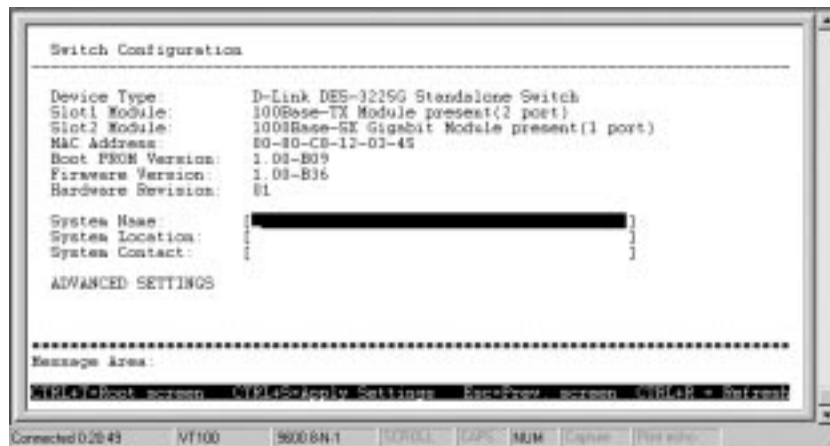 Switch Configuration
Device Type: D-Link DES-3225G Standalone Switch
Slot1 Module: 100Base-TX Module present(2 port)
Slot2 Module: 1000Base-SX Gigabit Module present(1 port)
MAC Address: 00-80-C8-12-03-45
Boot PROM Version: 1.00-B09
Firmware Version: 1.00-B36
Hardware Revision: 01
System Name: [ ]
System Location: [ ]
System Contact: [ ]
ADVANCED SETTINGS
Message Area:
CTRL+T=Root screen CTRL+S=Apply Settings Esc=Prev. screen CTRL+R = Refresh
Connected 0:20:49 VT100 9600 8-N-1 SCROLL CAPS NUM Capture Print echo